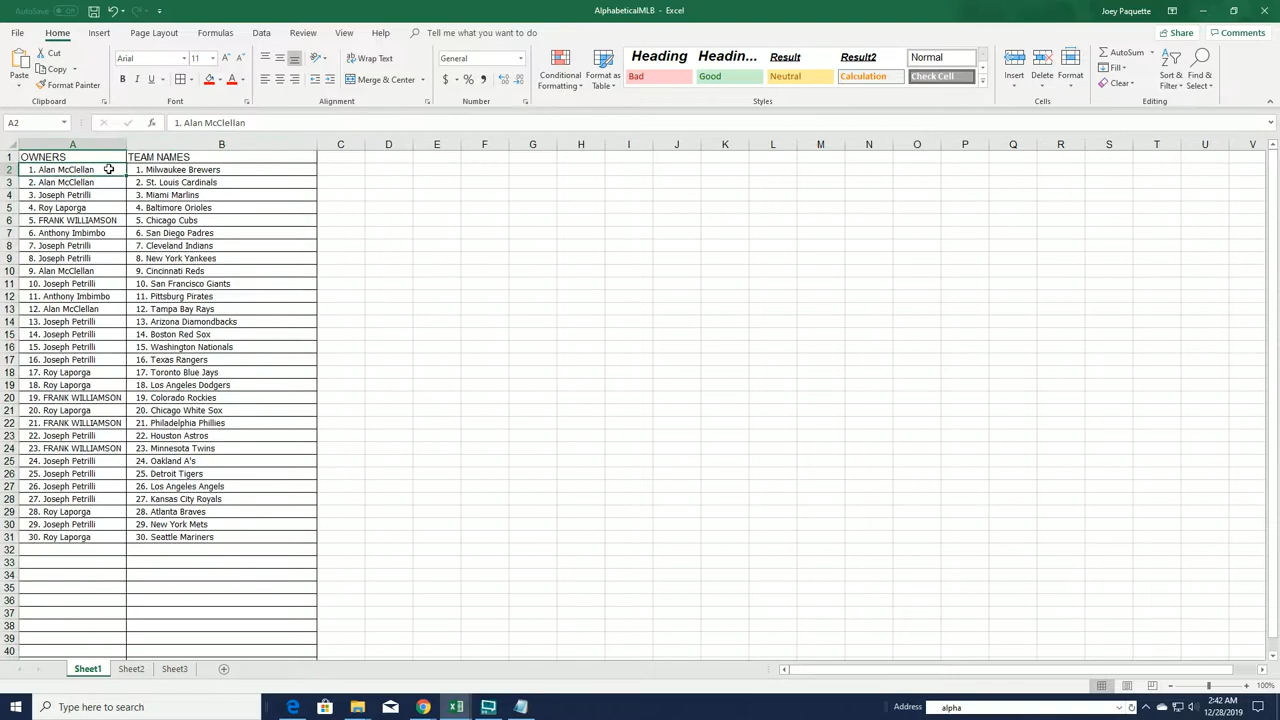 AutoSave Off
AlphabeticalMLB - Excel
Joey Paquette
File Home Insert Page Layout Formulas Data Review View Help Tell me what you want to do
Share Comments
Paste
Cut
Copy
Format Painter
Clipboard
Arial 11
B I U
Font
Wrap Text
Merge & Center
Alignment
General
$ % ,
Number
Conditional Formatting
Format as Table
Heading Headin... Result Result2 Normal
Bad Good Neutral Calculation Check Cell
Styles
Insert Delete Format
Cells
AutoSum
Fill
Clear
Sort & Filter
Find & Select
Editing
A2 fx 1. Alan McClellan
A B C D E F G H I J K L M N O P Q R S T U V
1 OWNERS TEAM NAMES
2 1. Alan McClellan 1. Milwaukee Brewers
3 2. Alan McClellan 2. St. Louis Cardinals
4 3. Joseph Petrilli 3. Miami Marlins
5 4. Roy Laporga 4. Baltimore Orioles
6 5. FRANK WILLIAMSON 5. Chicago Cubs
7 6. Anthony Imbimbo 6. San Diego Padres
8 7. Joseph Petrilli 7. Cleveland Indians
9 8. Joseph Petrilli 8. New York Yankees
10 9. Alan McClellan 9. Cincinnati Reds
11 10. Joseph Petrilli 10. San Francisco Giants
12 11. Anthony Imbimbo 11. Pittsburg Pirates
13 12. Alan McClellan 12. Tampa Bay Rays
14 13. Joseph Petrilli 13. Arizona Diamondbacks
15 14. Joseph Petrilli 14. Boston Red Sox
16 15. Joseph Petrilli 15. Washington Nationals
17 16. Joseph Petrilli 16. Texas Rangers
18 17. Roy Laporga 17. Toronto Blue Jays
19 18. Roy Laporga 18. Los Angeles Dodgers
20 19. FRANK WILLIAMSON 19. Colorado Rockies
21 20. Roy Laporga 20. Chicago White Sox
22 21. FRANK WILLIAMSON 21. Philadelphia Phillies
23 22. Joseph Petrilli 22. Houston Astros
24 23. FRANK WILLIAMSON 23. Minnesota Twins
25 24. Joseph Petrilli 24. Oakland A's
26 25. Joseph Petrilli 25. Detroit Tigers
27 26. Joseph Petrilli 26. Los Angeles Angels
28 27. Joseph Petrilli 27. Kansas City Royals
29 28. Roy Laporga 28. Atlanta Braves
30 29. Joseph Petrilli 29. New York Mets
31 30. Roy Laporga 30. Seattle Mariners
32
33
34
35
36
37
38
39
40
Sheet1 Sheet2 Sheet3
100%
Type here to search
Address alpha
2:42 AM
12/28/2019